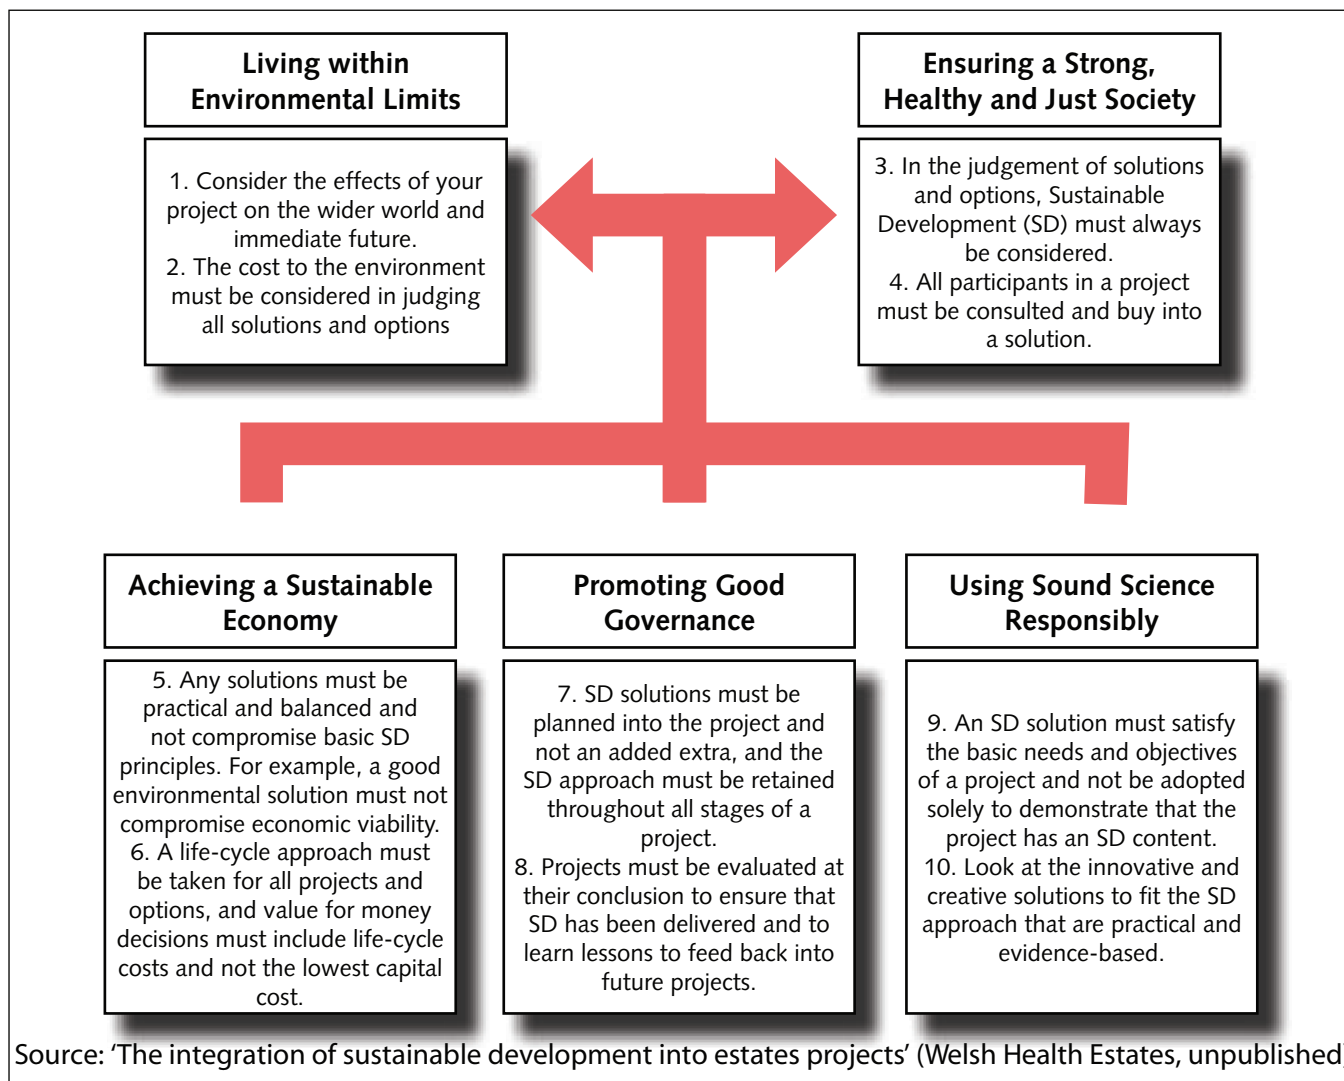 Living within
Environmental Limits
1. Consider the effects of your
project on the wider world and
immediate future.
2. The cost to the environment
must be considered in judging
all solutions and options
Ensuring a Strong,
Healthy and Just Society
3. In the judgement of solutions
and options, Sustainable
Development (SD) must always
be considered.
4. All participants in a project
must be consulted and buy into
a solution.
Achieving a Sustainable
Economy
5. Any solutions must be
practical and balanced and
not compromise basic SD
principles. For example, a good
environmental solution must not
compromise economic viability.
6. A life-cycle approach must
be taken for all projects and
options, and value for money
decisions must include life-cycle
costs and not the lowest capital
cost.
Promoting Good
Governance
7. SD solutions must be
planned into the project and
not an added extra, and the
SD approach must be retained
throughout all stages of a
project.
8. Projects must be evaluated at
their conclusion to ensure that
SD has been delivered and to
learn lessons to feed back into
future projects.
Using Sound Science
Responsibly
9. An SD solution must satisfy
the basic needs and objectives
of a project and not be adopted
solely to demonstrate that the
project has an SD content.
10. Look at the innovative and
creative solutions to fit the SD
approach that are practical and
evidence-based.
Source: ‘The integration of sustainable development into estates projects’ (Welsh Health Estates, unpublished)